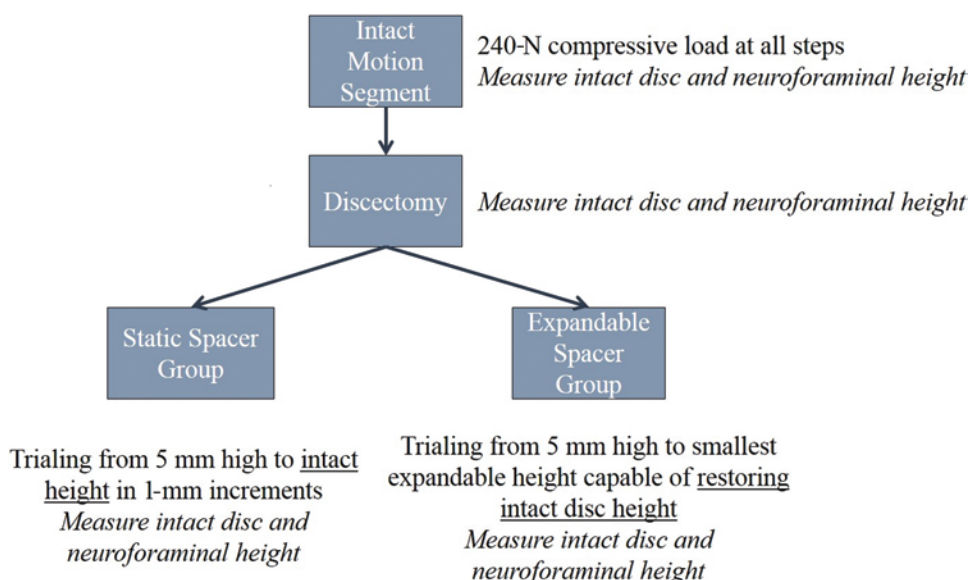 Intact
Motion
Segment
240-N compressive load at all steps
Measure intact disc and neuroforaminal height
Discectomy
Measure intact disc and neuroforaminal height
Static Spacer
Group
Expandable
Spacer
Group
Trialing from 5 mm high to intact
height in 1-mm increments
Measure intact disc and
neuroforaminal height
Trialing from 5 mm high to smallest
expandable height capable of restoring
intact disc height
Measure intact disc and
neuroforaminal height